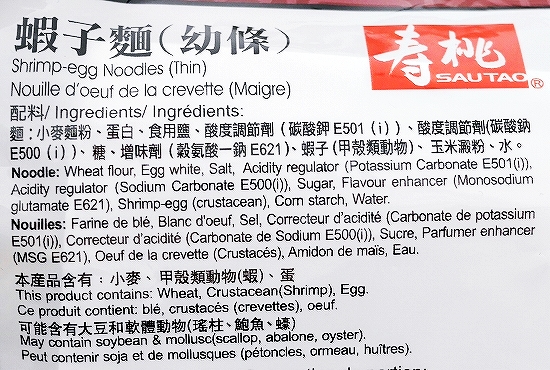 蝦子麵(幼條)
Shrimp-egg Noodles (Thin)
Nouille d'oeuf de la crevette (Maigre)
寿桃
SAUTAO®
配料/ Ingredients/ Ingrédients:
麵:小麥麵粉、蛋白、食用鹽、酸度調節劑(碳酸鉀E501(i))、酸度調節劑(碳酸鈉
E500(i))、糖、增味劑(穀氨酸一鈉E621)、蝦子(甲殼類動物)、玉米澱粉、水。
Noodle: Wheat flour, Egg white, Salt, Acidity regulator (Potassium Carbonate E501(i)),
Acidity regulator (Sodium Carbonate E500(i)), Sugar, Flavour enhancer (Monosodium
glutamate E621), Shrimp-egg (crustacean), Corn starch, Water.
Nouilles: Farine de blé, Blanc d'oeuf, Sel, Correcteur d'acidité (Carbonate de potassium
E501(i)), Correcteur d'acidité (Carbonate de Sodium E500(i)), Sucre, Parfumer enhancer
(MSG E621), Oeuf de la crevette (Crustacés), Amidon de maïs, Eau.
本產品含有:小麥、甲殼類動物(蝦)、蛋
This product contains: Wheat, Crustacean(Shrimp), Egg.
Ce produit contient: blé, crustacés (crevettes), oeuf.
可能含有大豆和軟體動物(瑤柱、鮑魚、蠔)
May contain soybean & mollusc(scallop, abalone, oyster).
Peut contenir soja et de mollusques (pétoncles, ormeau, huîtres).